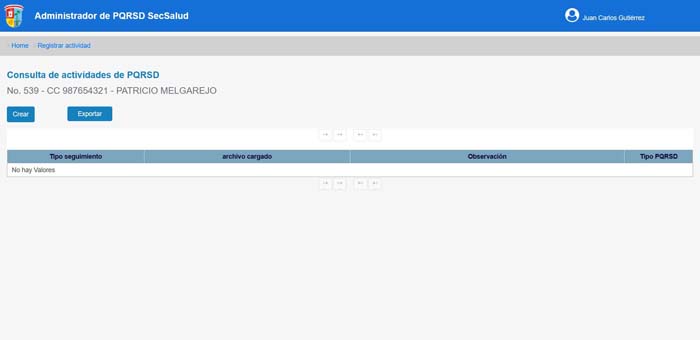 Administrador de PQRSD SecSalud
Juan Carlos Gutiérrez
Home Registrar actividad
Consulta de actividades de PQRSD
No. 539 - CC 987654321 - PATRICIO MELGAREJO
Crear Exportar
Tipo seguimiento archivo cargado Observación Tipo PQRSD
No hay Valores